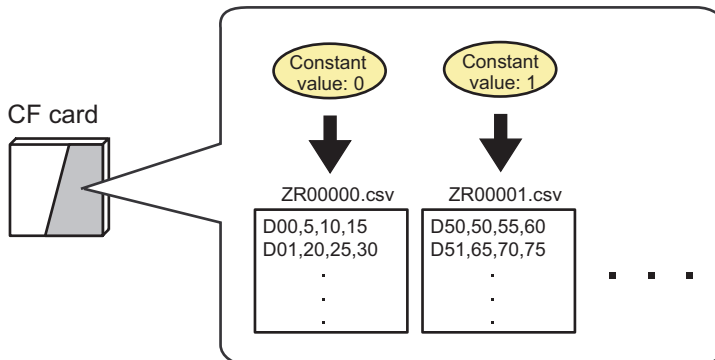 Constant
value: 0
Constant
value: 1
CF card
ZR00000.csv
ZR00001.csv
D00,5,10,15
D01,20,25,30
D50,50,55,60
D51,65,70,75